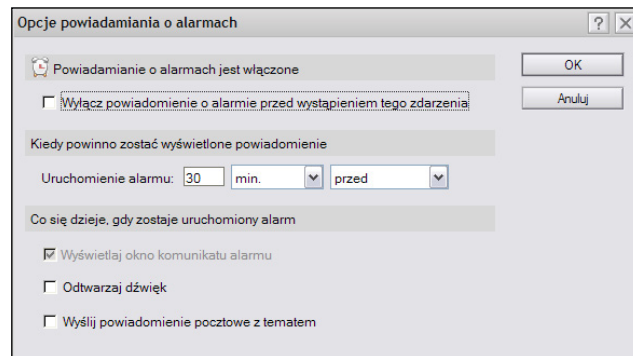 Opcje powiadamiania o alarmach
Powiadamianie o alarmach jest włączone
OK
Wyłącz powiadomienie o alarmie przed wystąpieniem tego zdarzenia
Anuluj
Kiedy powinno zostać wyświetlone powiadomienie
Uruchomienie alarmu: 30 min. przed
Co się dzieje, gdy zostaje uruchomiony alarm
Wyświetlaj okno komunikatu alarmu
Odtwarzaj dźwięk
Wyślij powiadomienie pocztowe z tematem